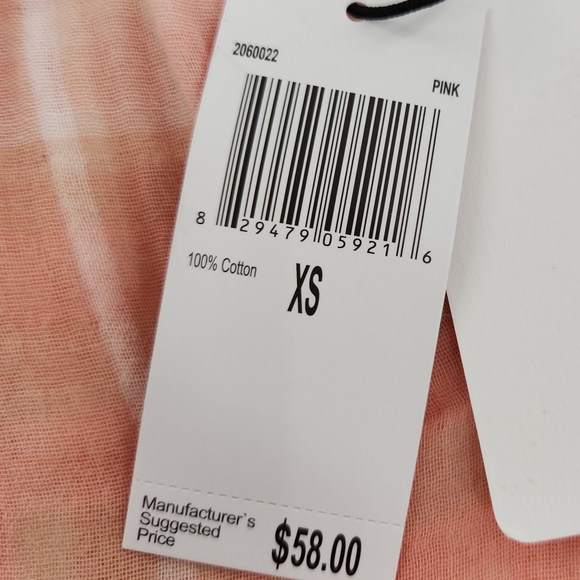 2060022
PINK
8 29479 05921 6
100% Cotton
XS
Manufacturer`s
Suggested
Price
$58.00